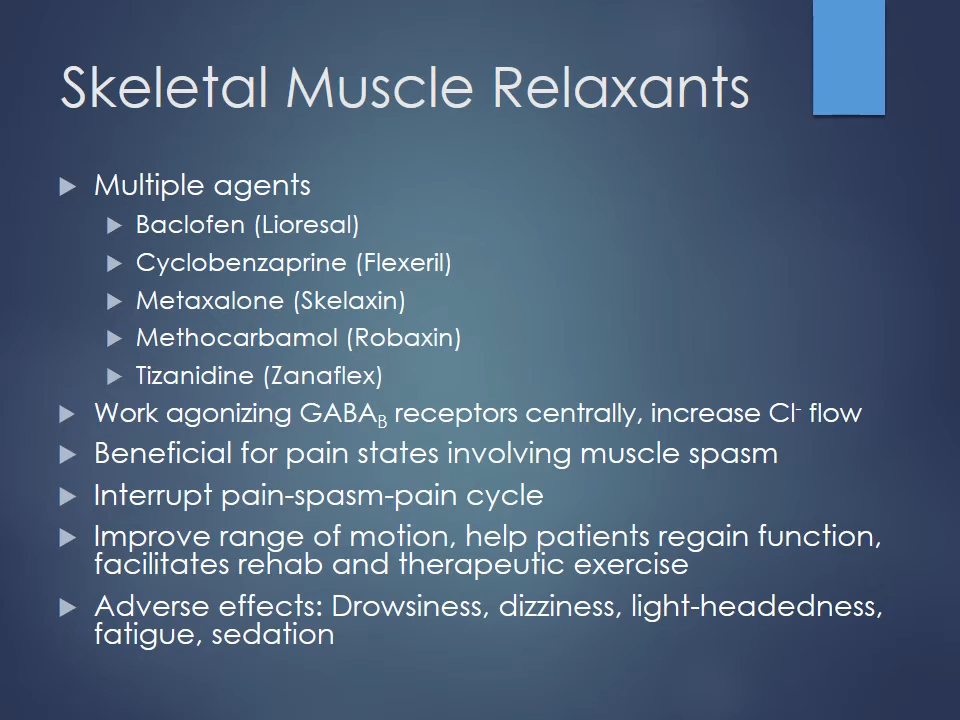 Skeletal Muscle Relaxants
Multiple agents
Baclofen (Lioresal)
Cyclobenzaprine (Flexeril)
Metaxalone (Skelaxin)
Methocarbamol (Robaxin)
Tizanidine (Zanaflex)
Work agonizing GABA_B receptors centrally, increase Cl⁻ flow
Beneficial for pain states involving muscle spasm
Interrupt pain-spasm-pain cycle
Improve range of motion, help patients regain function,
facilitates rehab and therapeutic exercise
Adverse effects: Drowsiness, dizziness, light-headedness,
fatigue, sedation